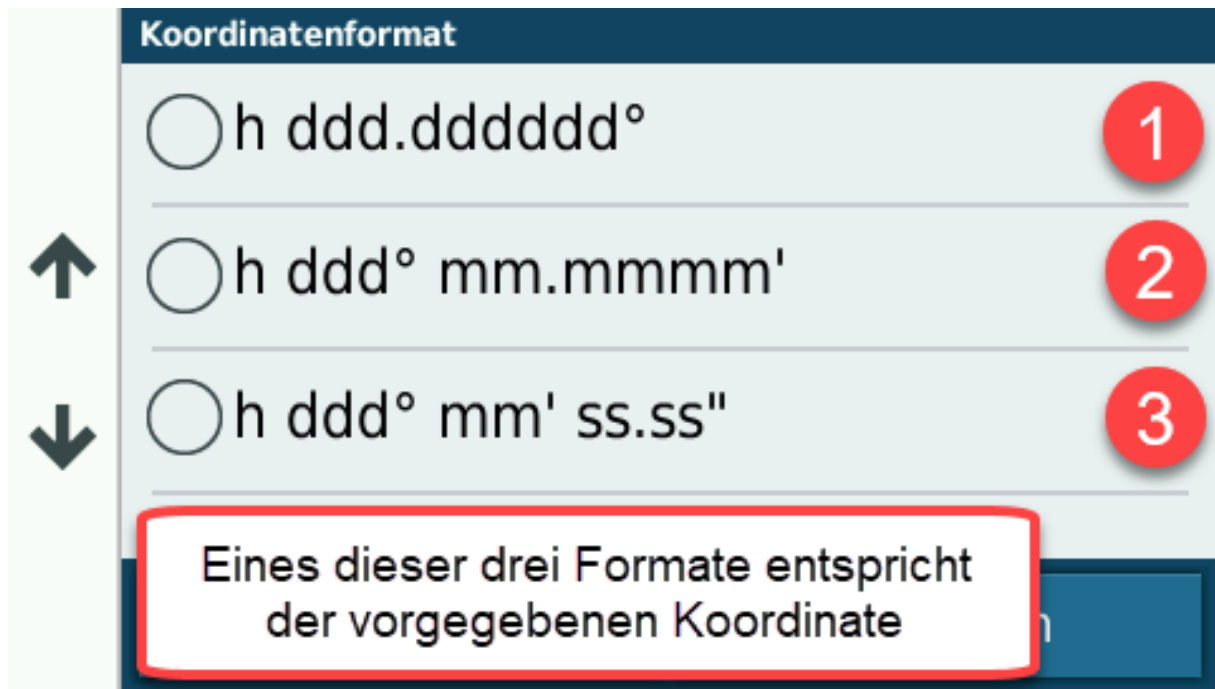 Koordinatenformat
h ddd.dddddd°
1
h ddd° mm.mmmm'
2
h ddd° mm' ss.ss"
3
Eines dieser drei Formate entspricht
der vorgegebenen Koordinate